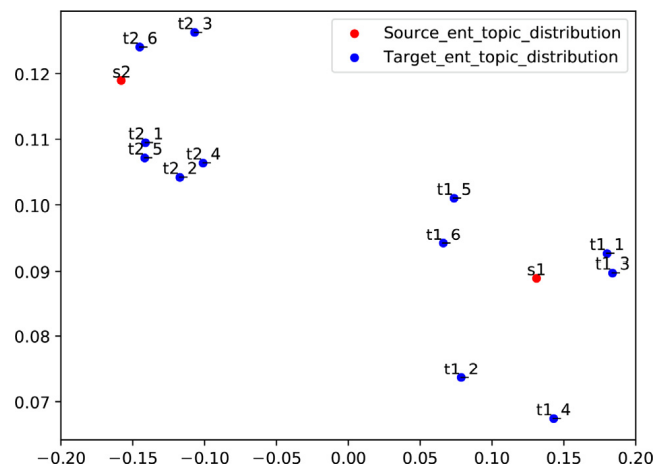 t2_3
t2_6
Source_ent_topic_distribution
Target_ent_topic_distribution
0.12
s2
0.11
t2_1
t2_5
t2_4
t2_2
0.10
t1_5
t1_6
t1_1
t1_3
0.09
s1
0.08
t1_2
0.07
t1_4
−0.20 −0.15 −0.10 −0.05 0.00 0.05 0.10 0.15 0.20